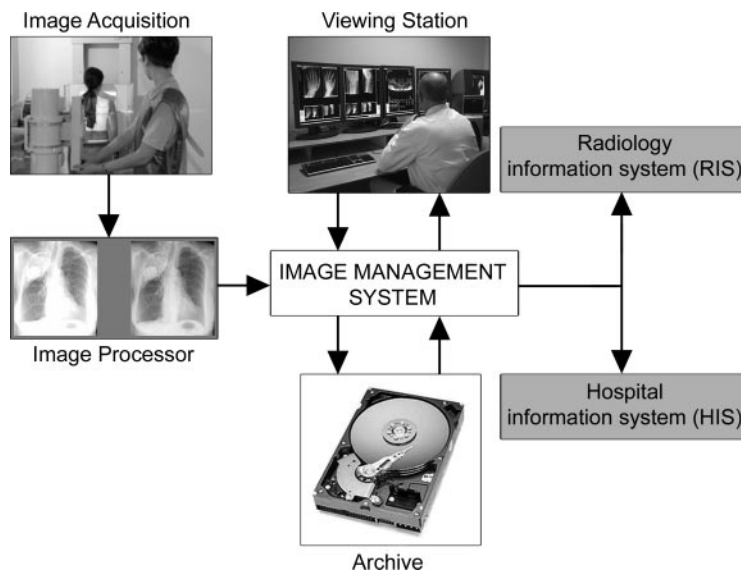 Image Acquisition
Viewing Station
Radiology
information system (RIS)
IMAGE MANAGEMENT
SYSTEM
Image Processor
Hospital
information system (HIS)
Archive